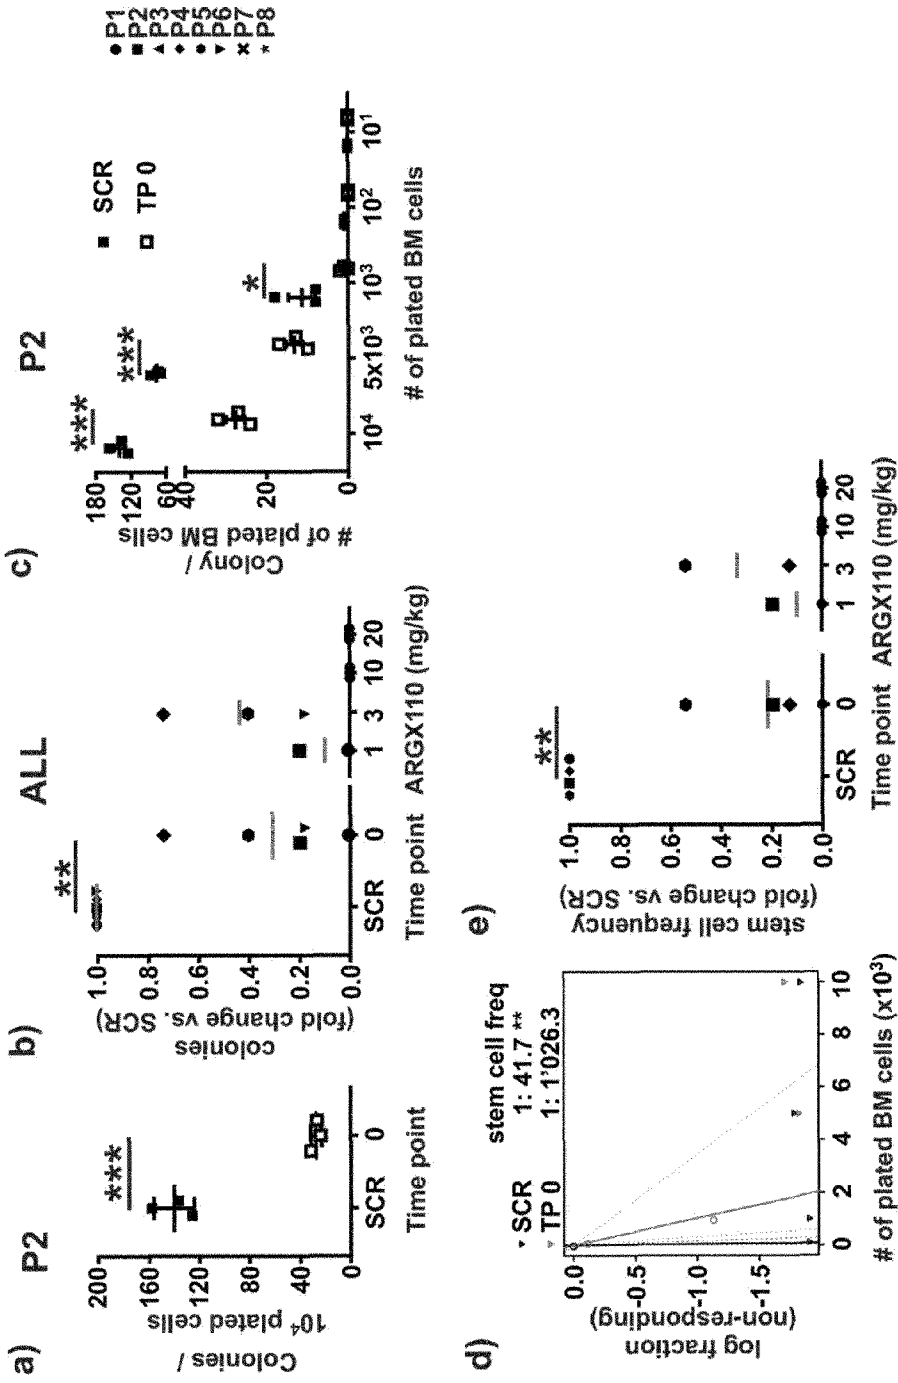 a)
P2
Colonies /
10⁴ plated cells
200
160
120
80
40
0
***
SCR
0
Time point
b)
ALL
colonies
(fold change vs. SCR)
1.0
0.8
0.6
0.4
0.2
0.0
**
SCR
0
1
3
10
20
Time point ARGX110 (mg/kg)
c)
P2
Colony /
# of plated BM cells
180
120
60
40
20
0
***
***
*
SCR
TP 0
10⁴
5x10³
10³
10²
10¹
# of plated BM cells
P1
P2
P3
P4
P5
P6
P7
P8
d)
log fraction
(non-responding)
0.0
-0.5
-1.0
-1.5
SCR
TP 0
stem cell freq
1: 41.7 **
1: 1'026.3
0
2
4
6
8
10
# of plated BM cells (x10³)
e)
stem cell frequency
(fold change vs. SCR)
1.0
0.8
0.6
0.4
0.2
0.0
**
SCR
0
1
3
10
20
Time point ARGX110 (mg/kg)